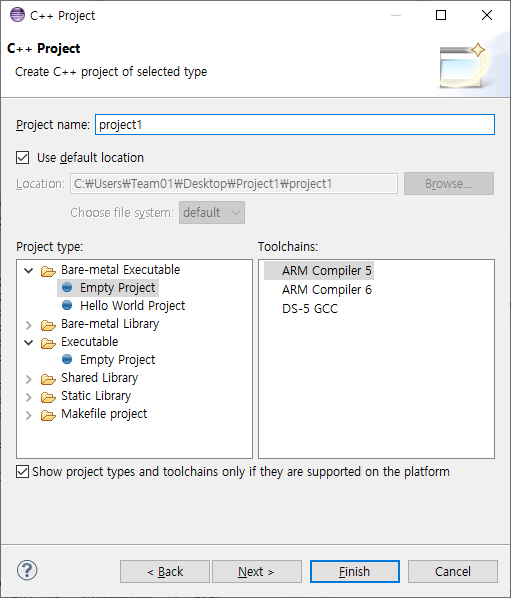 C++ Project
C++ Project
Create C++ project of selected type
Project name: project1
Use default location
Location: C:₩Users₩Team01₩Desktop₩Project1₩project1 Browse...
Choose file system: default
Project type: Toolchains:
Bare-metal Executable ARM Compiler 5
Empty Project ARM Compiler 6
Hello World Project DS-5 GCC
Bare-metal Library
Executable
Empty Project
Shared Library
Static Library
Makefile project
Show project types and toolchains only if they are supported on the platform
? < Back Next > Finish Cancel